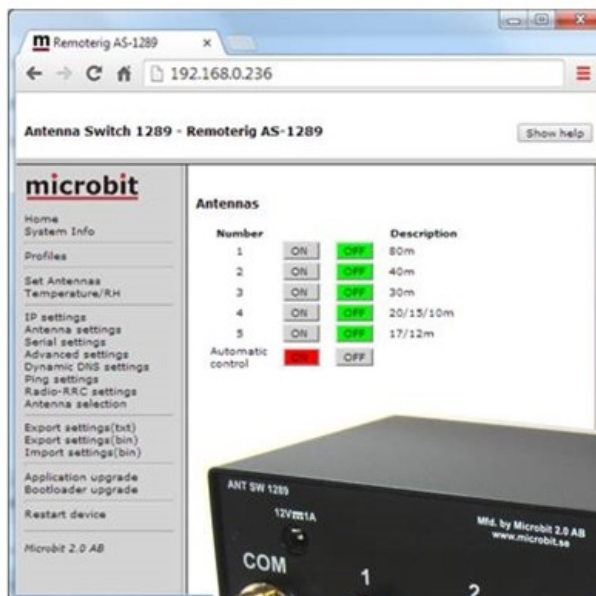 m Remoterig AS-1289
192.168.0.236
Antenna Switch 1289 - Remoterig AS-1289
Show help
microbit
Home
System Info
Profiles
Set Antennas
Temperature/RH
IP settings
Antenna settings
Serial settings
Advanced settings
Dynamic DNS settings
Ping settings
Radio-RRC settings
Antenna selection
Export settings(txt)
Export settings(bin)
Import settings(bin)
Application upgrade
Bootloader upgrade
Restart device
Microbit 2.0 AB
Antennas
Number Description
1 ON OFF 80m
2 ON OFF 40m
3 ON OFF 30m
4 ON OFF 20/15/10m
5 ON OFF 17/12m
Automatic
control ON OFF
ANT SW 1289
12V 1A
Mfd. by Microbit 2.0 AB
www.microbit.se
COM
1
2